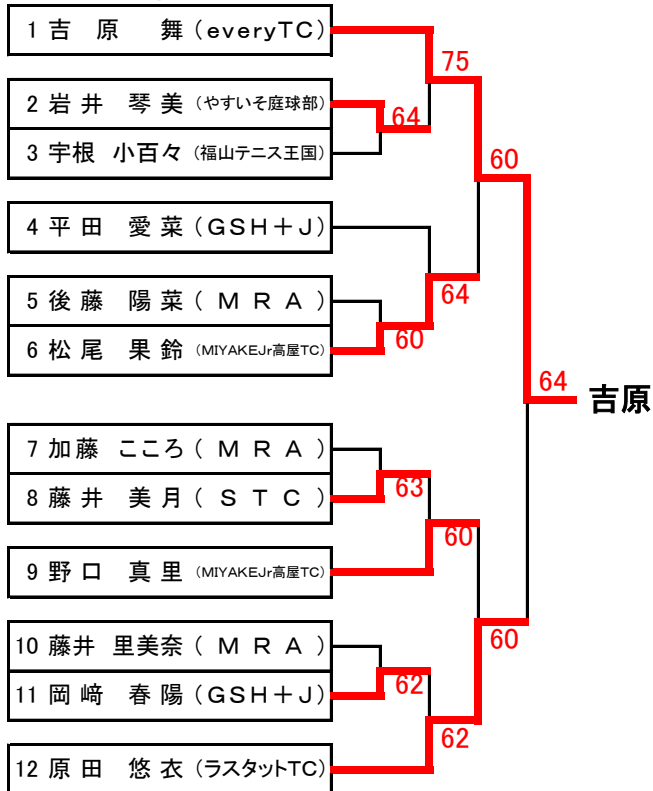 1 吉 原 舞 (everyTC)
75
2 岩 井 琴 美 (やすいそ庭球部)
64
3 宇根 小百々 (福山テニス王国)
60
4 平 田 愛 菜 (GSH+J)
5 後 藤 陽 菜 ( M R A )
64
6 松 尾 果 鈴 (MIYAKEJr高屋TC)
60
64
吉原
7 加藤 こころ ( M R A )
8 藤 井 美 月 ( S T C )
63
60
9 野 口 真 里 (MIYAKEJr高屋TC)
10 藤井 里美奈 ( M R A )
60
11 岡 﨑 春 陽 (GSH+J)
62
62
12 原 田 悠 衣 (ラスタットTC)